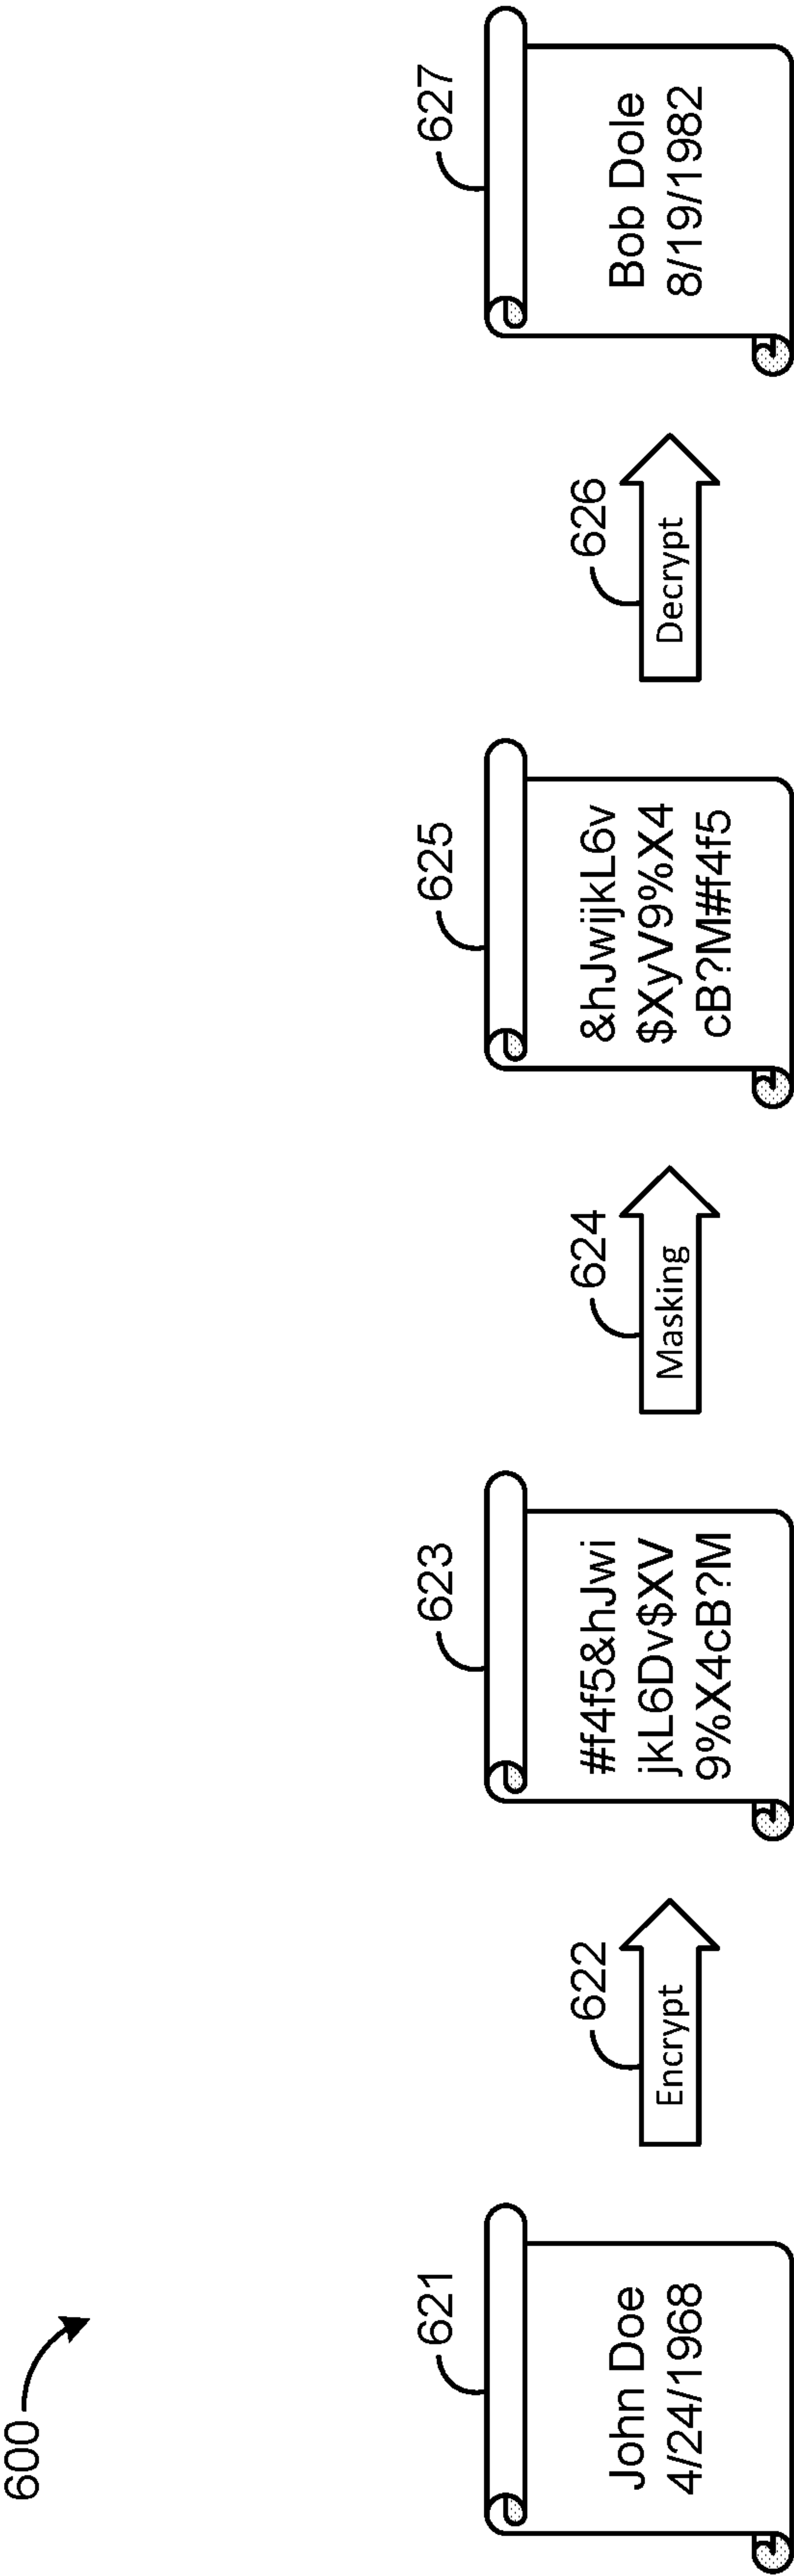 600
621
John Doe
4/24/1968
622
Encrypt
623
#f4f5&hJwi
jkL6Dv$XV
9%X4cB?M
624
Masking
625
&hJwijkL6v
$XyV9%X4
cB?M#f4f5
626
Decrypt
627
Bob Dole
8/19/1982